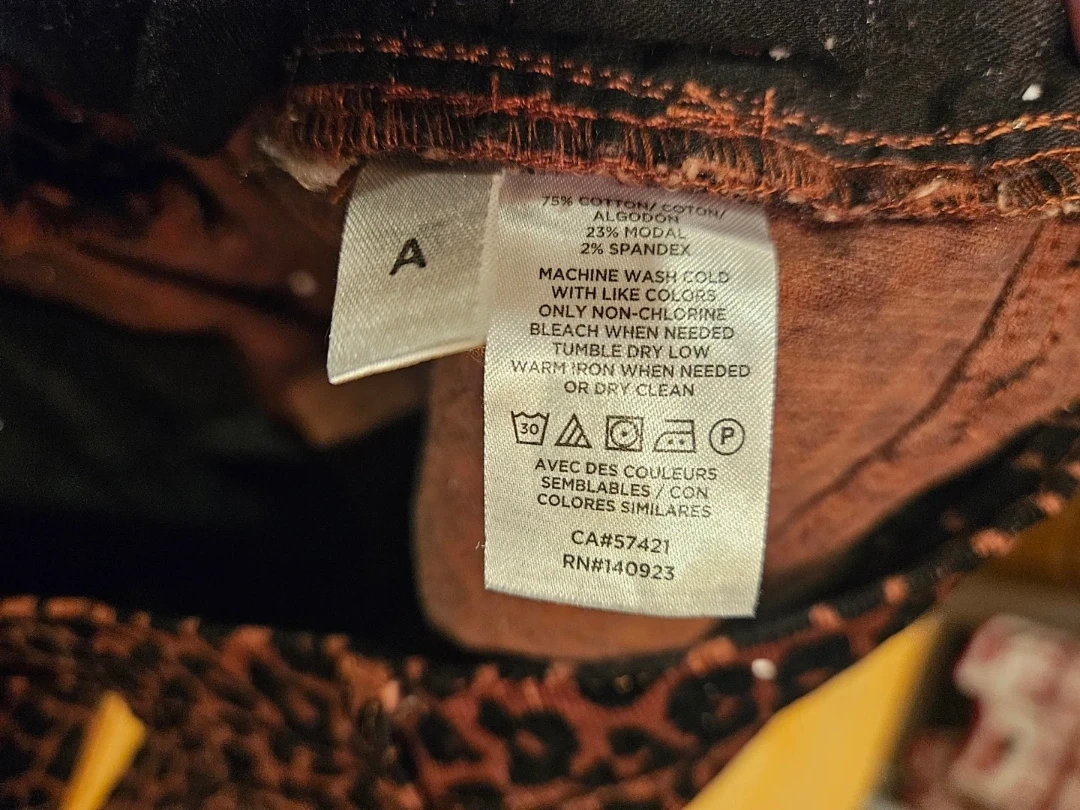 A
75% COTTON/ COTON/
ALGODÓN
23% MODAL
2% SPANDEX
MACHINE WASH COLD
WITH LIKE COLORS
ONLY NON-CHLORINE
BLEACH WHEN NEEDED
TUMBLE DRY LOW
WARM IRON WHEN NEEDED
OR DRY CLEAN
30 P
AVEC DES COULEURS
SEMBLABLES / CON
COLORES SIMILARES
CA#57421
RN#140923